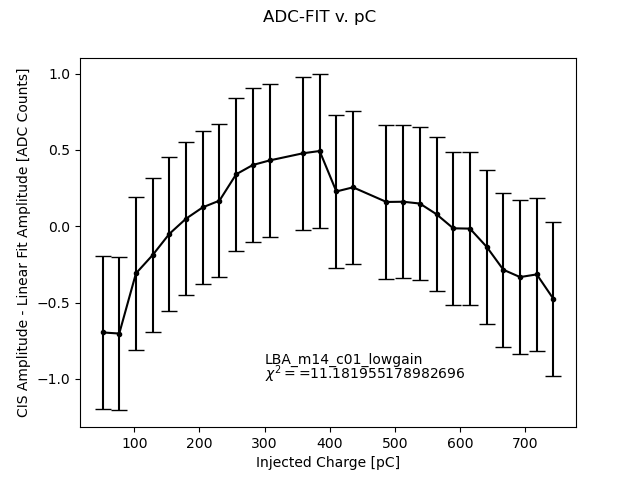 ADC-FIT v. pC
CIS Amplitude - Linear Fit Amplitude [ADC Counts]
1.0
0.5
0.0
−0.5
−1.0
LBA_m14_c01_lowgain
χ² = =11.181955178982696
100 200 300 400 500 600 700
Injected Charge [pC]